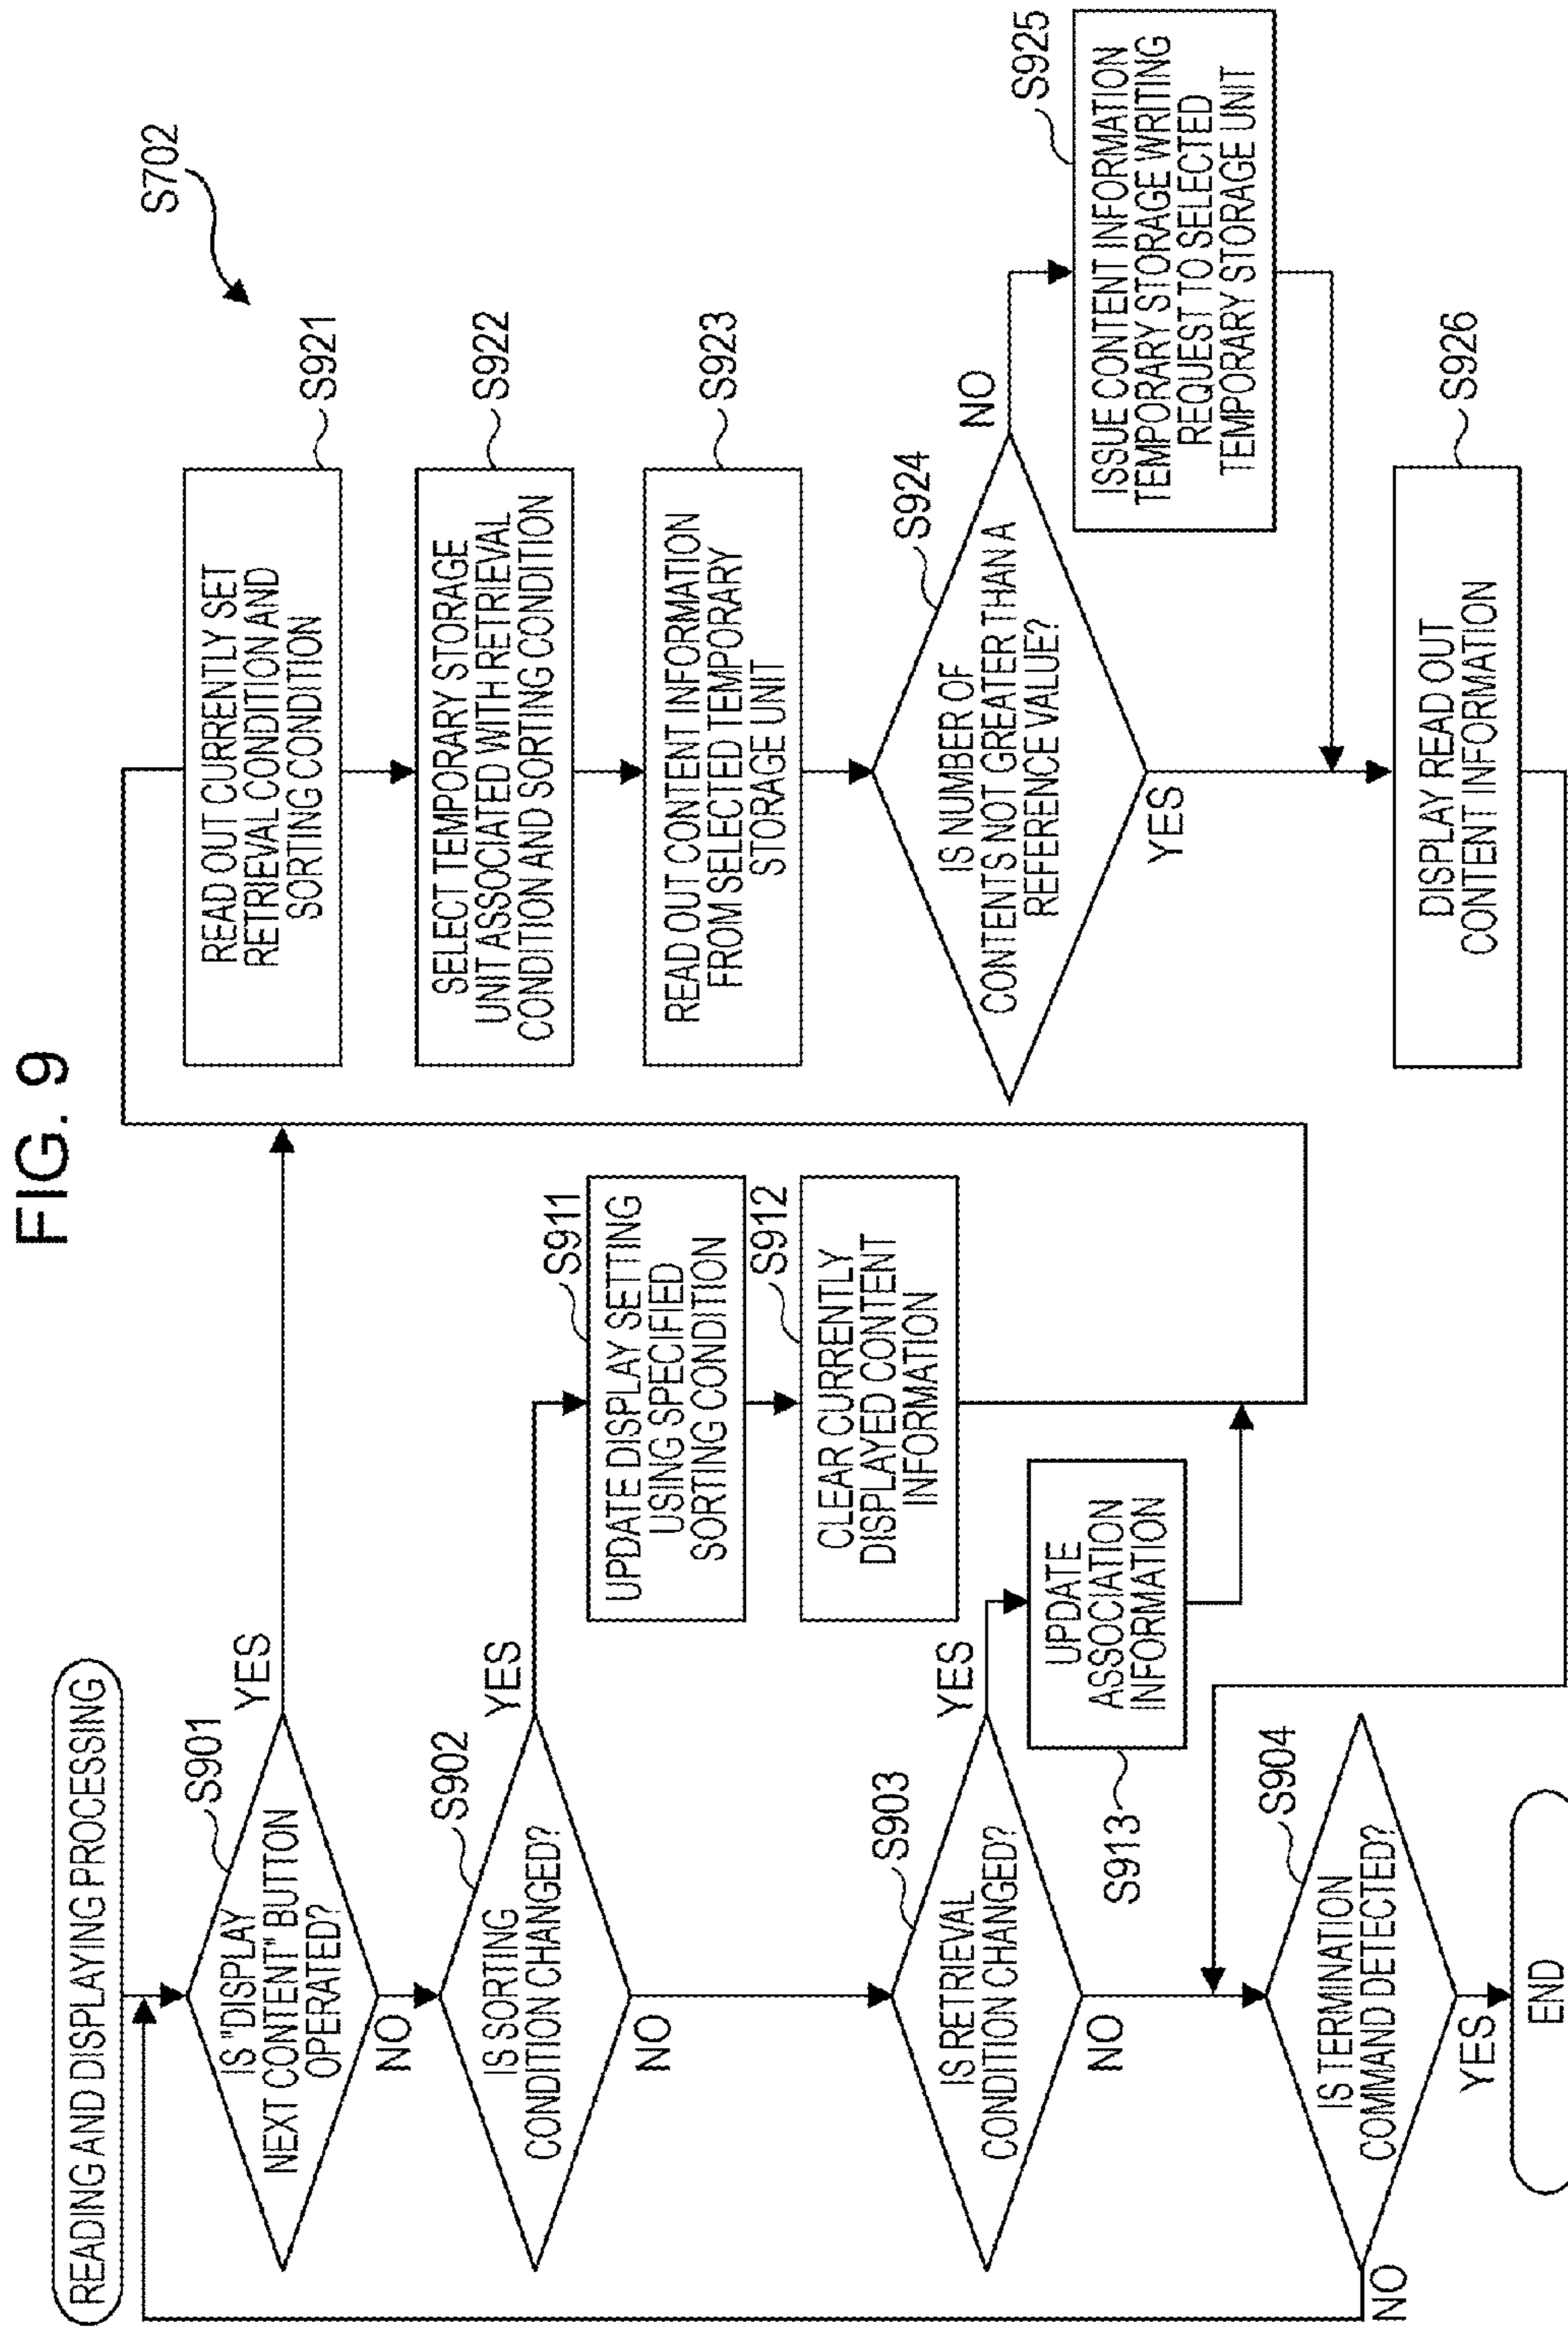 FIG. 9
S702
READING AND DISPLAYING PROCESSING
S901
IS "DISPLAY
NEXT CONTENT" BUTTON
OPERATED?
YES
NO
S902
IS SORTING
CONDITION CHANGED?
YES
NO
S903
IS RETRIEVAL
CONDITION CHANGED?
YES
NO
S904
IS TERMINATION
COMMAND DETECTED?
NO
YES
END
S911
UPDATE DISPLAY SETTING
USING SPECIFIED
SORTING CONDITION
S912
CLEAR CURRENTLY
DISPLAYED CONTENT
INFORMATION
UPDATE
ASSOCIATION
INFORMATION
S913
S921
READ OUT CURRENTLY SET
RETRIEVAL CONDITION AND
SORTING CONDITION
S922
SELECT TEMPORARY STORAGE
UNIT ASSOCIATED WITH RETRIEVAL
CONDITION AND SORTING CONDITION
S923
READ OUT CONTENT INFORMATION
FROM SELECTED TEMPORARY
STORAGE UNIT
S924
IS NUMBER OF
CONTENTS NOT GREATER THAN A
REFERENCE VALUE?
NO
YES
S925
ISSUE CONTENT INFORMATION
TEMPORARY STORAGE WRITING
REQUEST TO SELECTED
TEMPORARY STORAGE UNIT
S926
DISPLAY READ OUT
CONTENT INFORMATION